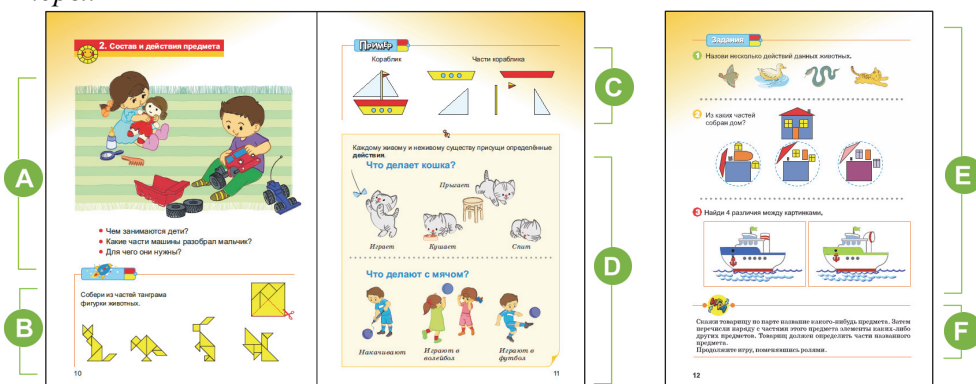 2. Состав и действия предмета
A
• Чем занимаются дети?
• Какие части машины разобрал мальчик?
• Для чего они нужны?
B
Собери из частей танграма
фигурки животных.
10
Пример
Кораблик
Части кораблика
C
Каждому живому и неживому существу присущи определённые
действия.
Что делает кошка?
Прыгает
Играет
Кушает
Спит
D
Что делают с мячом?
Накачивают
Играют в
волейбол
Играют в
футбол
11
Задания
1 Назови несколько действий данных животных.
2 Из каких частей
собран дом?
E
3 Найди 4 различия между картинками.
F
Скажи товарищу по парте название какого-нибудь предмета. Затем
перечисли наряду с частями этого предмета элементы каких-либо
других предметов. Товарищ должен определить части названного
предмета.
Продолжите игру, поменявшись ролями.
12